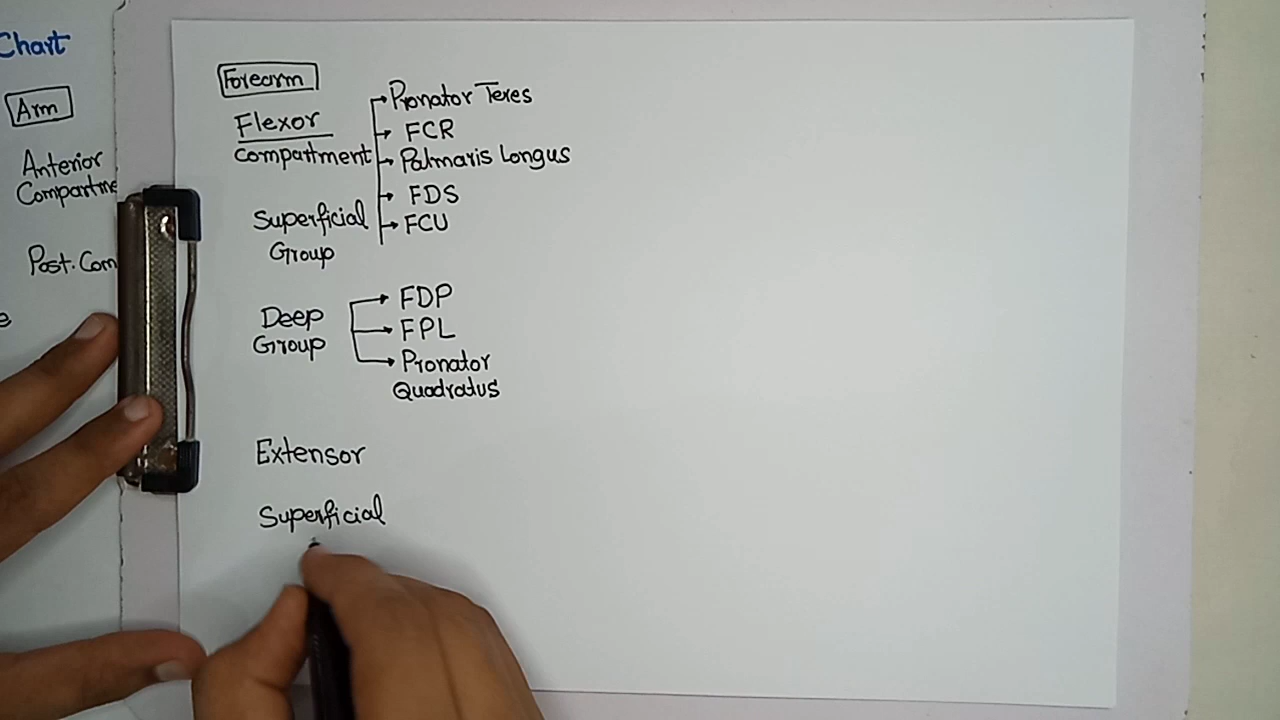 Chart
Arm
Anterior
Compartme
Post. Com
e
Forearm
Flexor
Compartment
Superficial
Group
Pronator Teres
FCR
Palmaris Longus
FDS
FCU
Deep
Group
FDP
FPL
Pronator
Quadratus
Extensor
Superficial